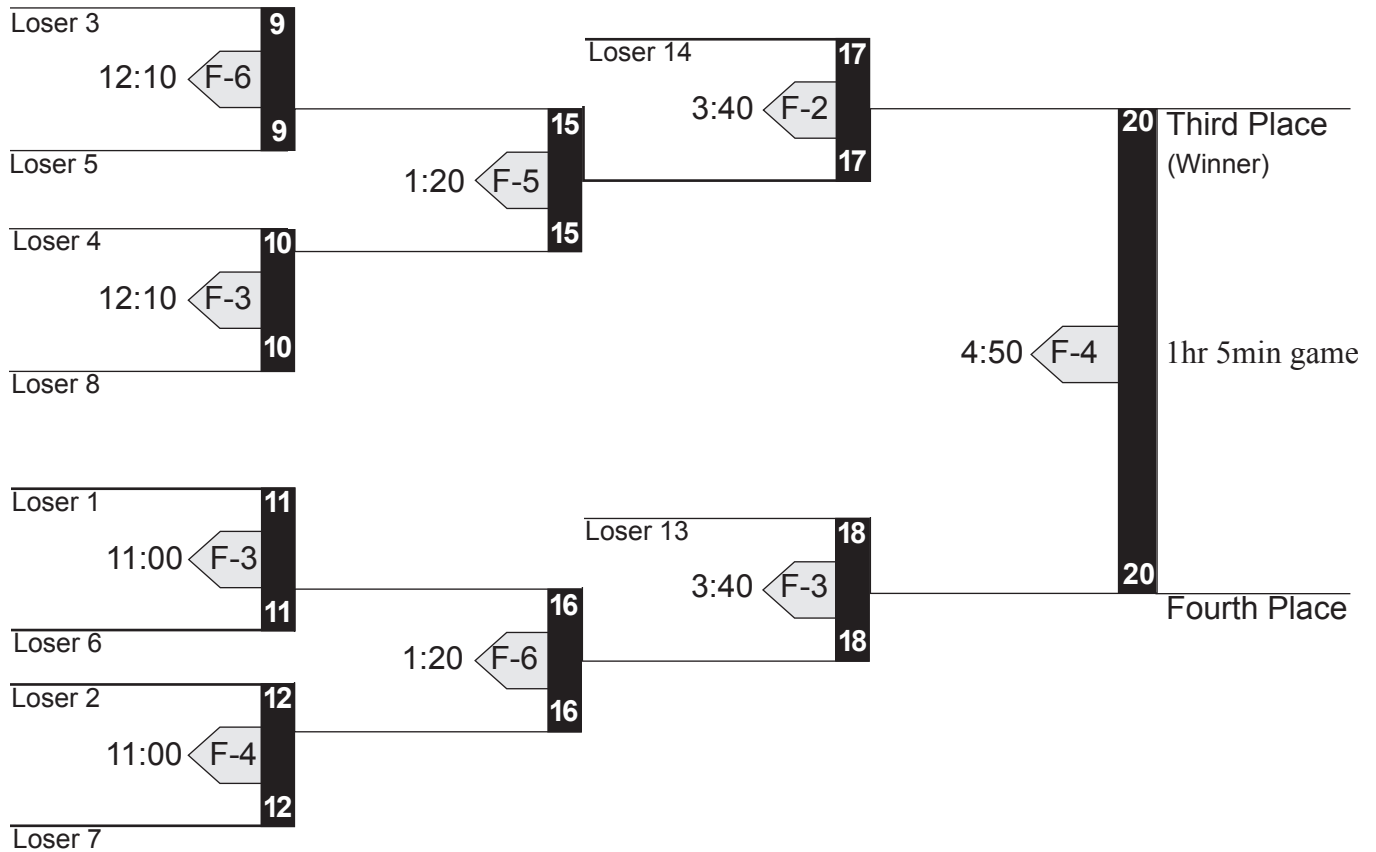 Loser 3
9
12:10 F-6
9
Loser 5
Loser 4
10
12:10 F-3
10
Loser 8
Loser 1
11
11:00 F-3
11
Loser 6
Loser 2
12
11:00 F-4
12
Loser 7
15
1:20 F-5
15
16
1:20 F-6
16
Loser 14
17
3:40 F-2
17
Loser 13
18
3:40 F-3
18
20
4:50 F-4
20
Third Place
(Winner)
1hr 5min game
Fourth Place